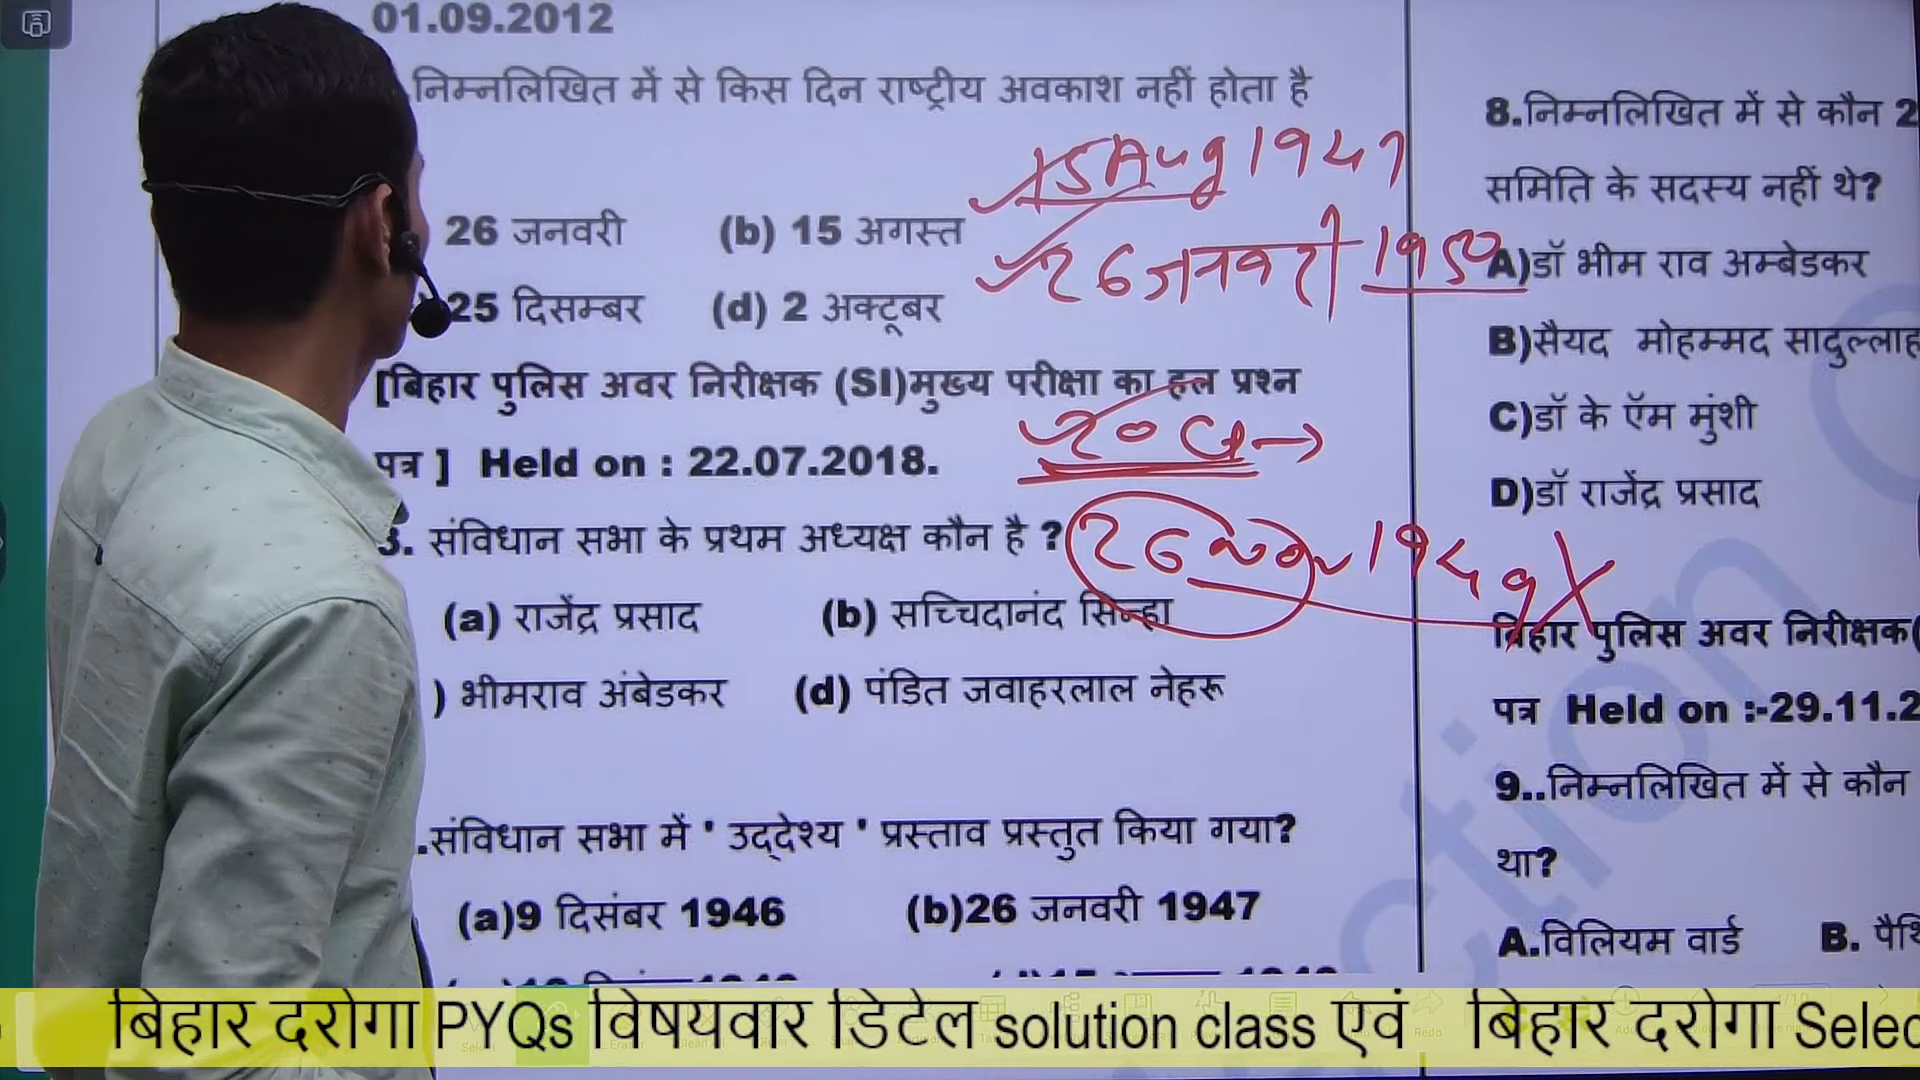 01.09.2012
निम्नलिखित में से किस दिन राष्ट्रीय अवकाश नहीं होता है
15 Aug 1947
26 जनवरी (b) 15 अगस्त
26 जनवरी 1950
25 दिसम्बर (d) 2 अक्टूबर
[बिहार पुलिस अवर निरीक्षक (SI)मुख्य परीक्षा का हल प्रश्न
पत्र ] Held on : 22.07.2018.
3. संविधान सभा के प्रथम अध्यक्ष कौन है ?
26 1949
(a) राजेंद्र प्रसाद (b) सच्चिदानंद सिन्हा
) भीमराव अंबेडकर (d) पंडित जवाहरलाल नेहरू
.संविधान सभा में ' उद्देश्य ' प्रस्ताव प्रस्तुत किया गया?
(a)9 दिसंबर 1946 (b)26 जनवरी 1947
8.निम्नलिखित में से कौन 2
समिति के सदस्य नहीं थे?
A)डॉ भीम राव अम्बेडकर
B)सैयद मोहम्मद सादुल्लाह
C)डॉ के ऍम मुंशी
D)डॉ राजेंद्र प्रसाद
बिहार पुलिस अवर निरीक्षक(
पत्र Held on :-29.11.2
9..निम्नलिखित में से कौन
था?
A.विलियम वार्ड B. पैथि
बिहार दरोगा PYQs विषयवार डिटेल solution class एवं बिहार दरोगा Selec